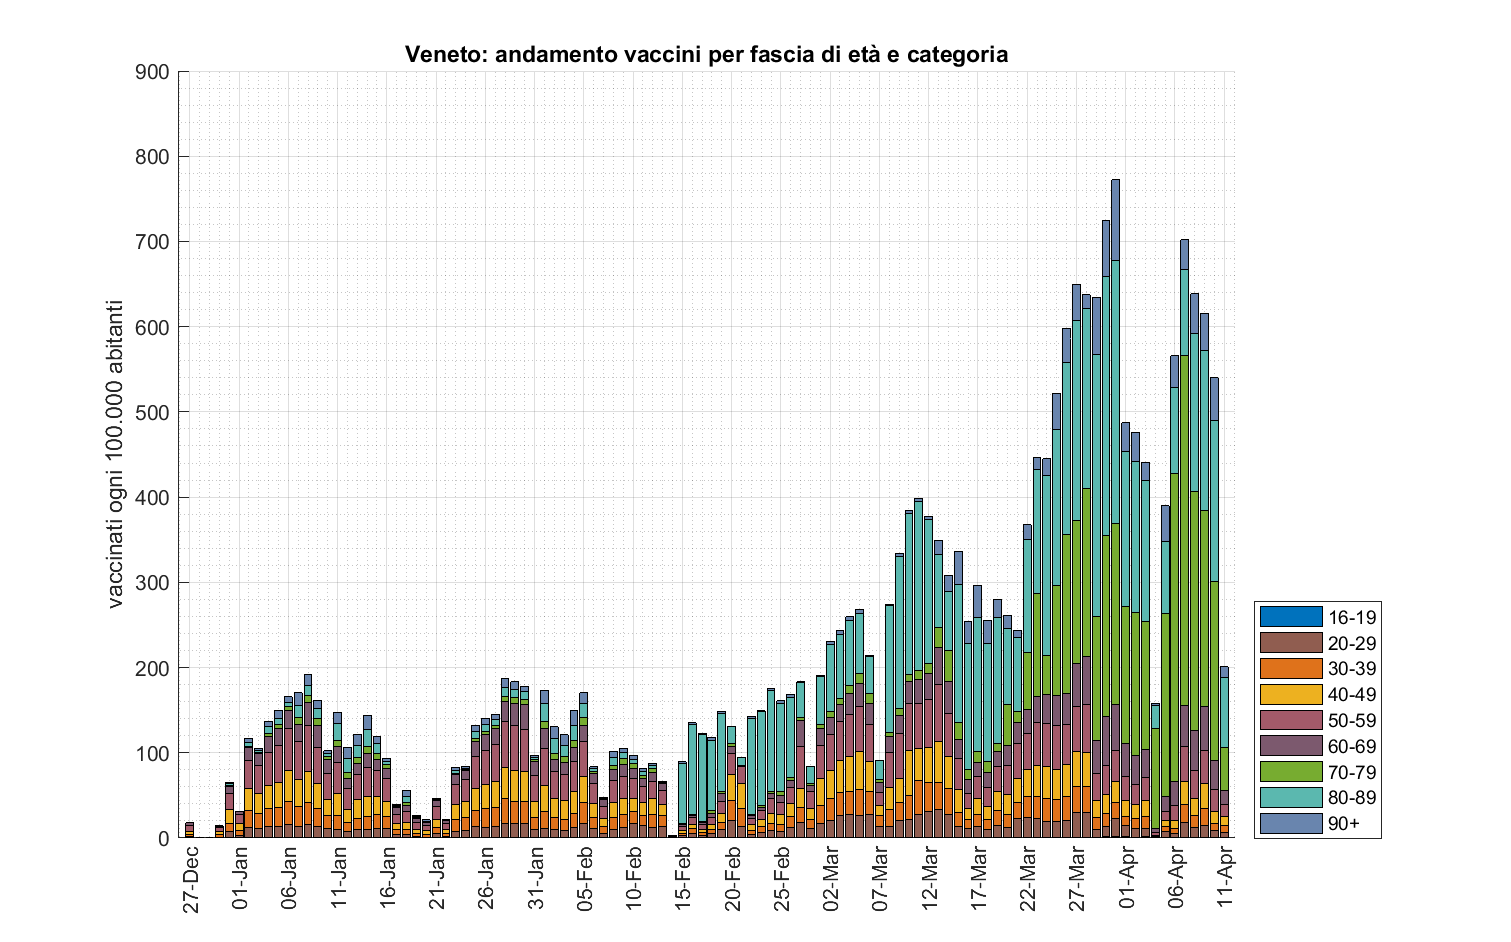 Veneto: andamento vaccini per fascia di età e categoria
vaccinati ogni 100.000 abitanti
900
800
700
600
500
400
300
200
100
0
27-Dec
01-Jan
06-Jan
11-Jan
16-Jan
21-Jan
26-Jan
31-Jan
05-Feb
10-Feb
15-Feb
20-Feb
25-Feb
02-Mar
07-Mar
12-Mar
17-Mar
22-Mar
27-Mar
01-Apr
06-Apr
11-Apr
16-19
20-29
30-39
40-49
50-59
60-69
70-79
80-89
90+